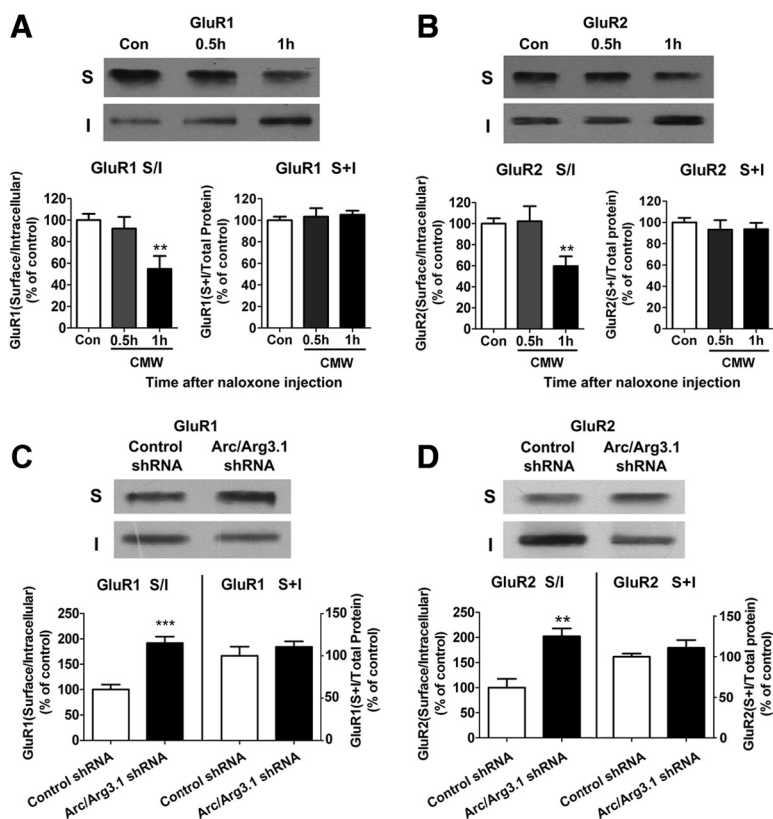 A
GluR1
Con 0.5h 1h
S
I
GluR1 S/I
GluR1(Surface/Intracellular)
(% of control)
120
100
80
60
40
20
0
**
Con 0.5h 1h
CMW
GluR1 S+I
GluR1(S+I/Total Protein)
(% of control)
120
100
80
60
40
20
0
Con 0.5h 1h
CMW
Time after naloxone injection
B
GluR2
Con 0.5h 1h
S
I
GluR2 S/I
GluR2(Surface/Intracellular)
(% of control)
120
100
80
60
40
20
0
**
Con 0.5h 1h
CMW
GluR2 S+I
GluR2(S+I/Total protein)
(% of control)
120
100
80
60
40
20
0
Con 0.5h 1h
CMW
Time after naloxone injection
C
GluR1
Control Arc/Arg3.1
shRNA shRNA
S
I
GluR1 S/I
GluR1 S+I
GluR1(Surface/Intracellular)
(% of control)
250
200
150
100
50
0
***
150
100
50
0
GluR1(S+I/Total Protein)
(% of control)
Control shRNA
Arc/Arg3.1 shRNA
Control shRNA
Arc/Arg3.1 shRNA
D
GluR2
Control Arc/Arg3.1
shRNA shRNA
S
I
GluR2 S/I
GluR2 S+I
GluR2(Surface/Intracellular)
(% of control)
250
200
150
100
50
0
**
150
100
50
0
GluR2(S+I/Total protein)
(% of control)
Control shRNA
Arc/Arg3.1 shRNA
Control shRNA
Arc/Arg3.1 shRNA